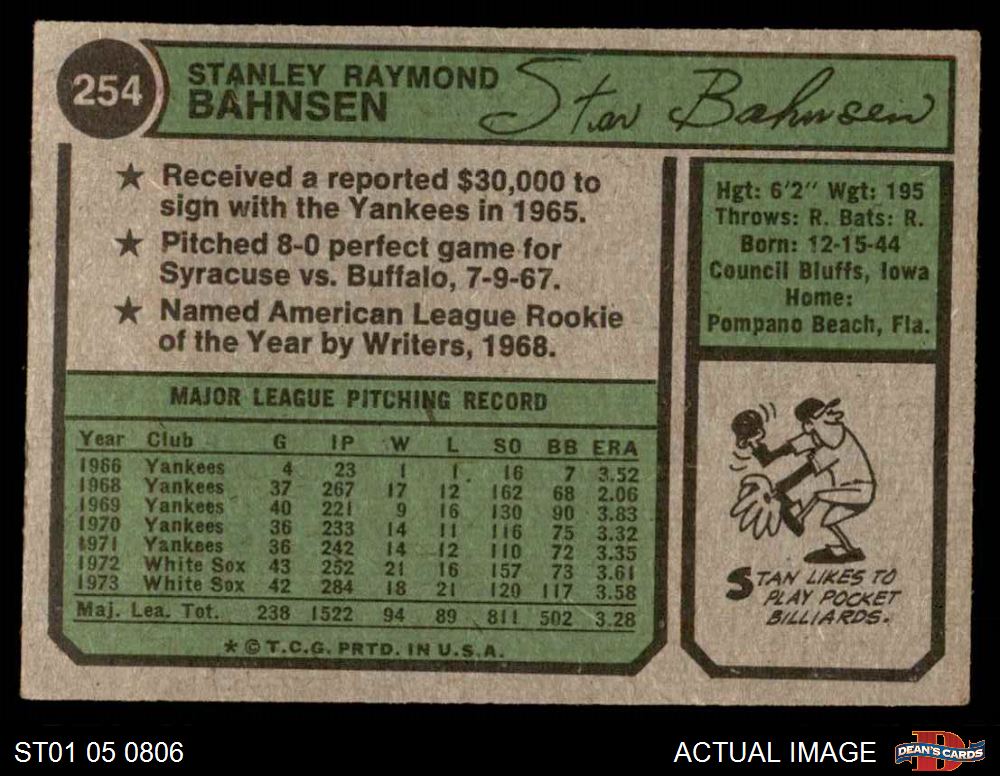 254
STANLEY RAYMOND
BAHNSEN
Stan Bahnsen
★ Received a reported $30,000 to
sign with the Yankees in 1965.
★ Pitched 8-0 perfect game for
Syracuse vs. Buffalo, 7-9-67.
★ Named American League Rookie
of the Year by Writers, 1968.
Hgt: 6'2" Wgt: 195
Throws: R. Bats: R.
Born: 12-15-44
Council Bluffs, Iowa
Home:
Pompano Beach, Fla.
MAJOR LEAGUE PITCHING RECORD
Year Club G IP W L SO BB ERA
1966 Yankees 4 23 1 1 16 7 3.52
1968 Yankees 37 267 17 12 162 68 2.06
1969 Yankees 40 221 9 16 130 90 3.83
1970 Yankees 36 233 14 11 116 75 3.32
1971 Yankees 36 242 14 12 110 72 3.35
1972 White Sox 43 252 21 16 157 73 3.61
1973 White Sox 42 284 18 21 120 117 3.58
Maj. Lea. Tot. 238 1522 94 89 811 502 3.28
★ © T.C.G. PRTD. IN U.S.A.
STAN LIKES TO
PLAY POCKET
BILLIARDS.
ST01 05 0806
ACTUAL IMAGE
DEAN'S CARDS